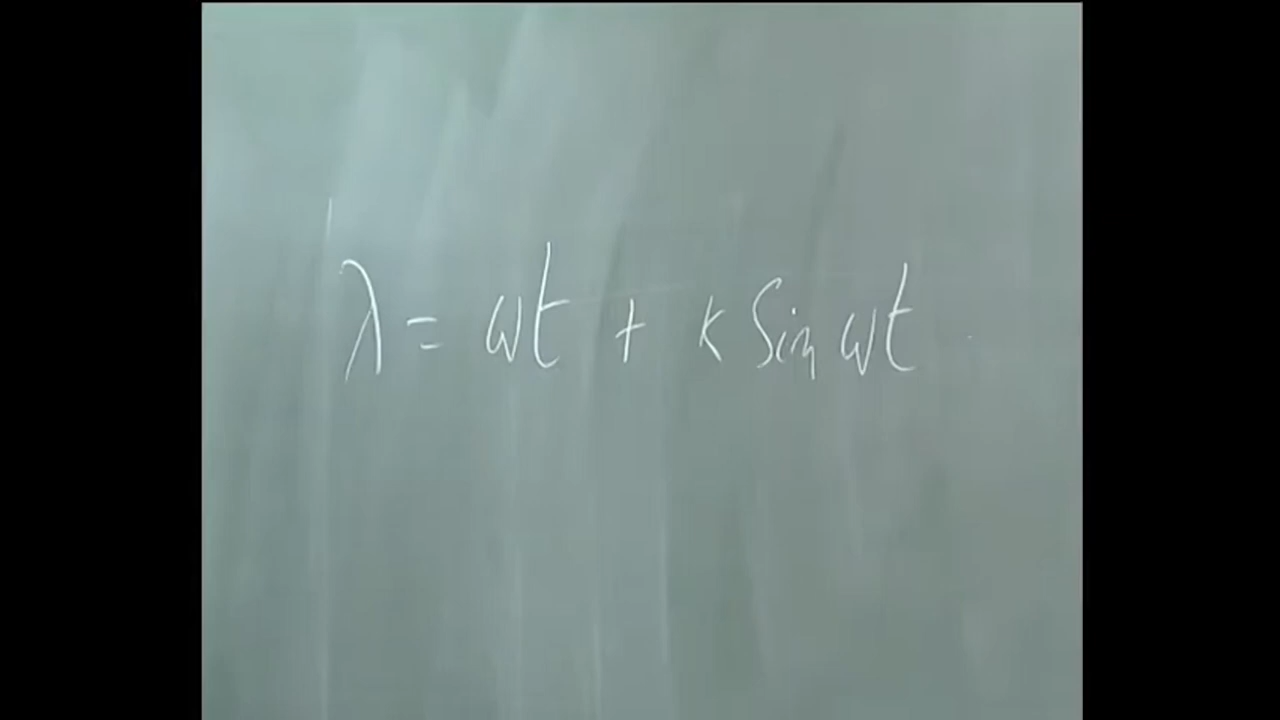 λ = ωt + k Sin ωt